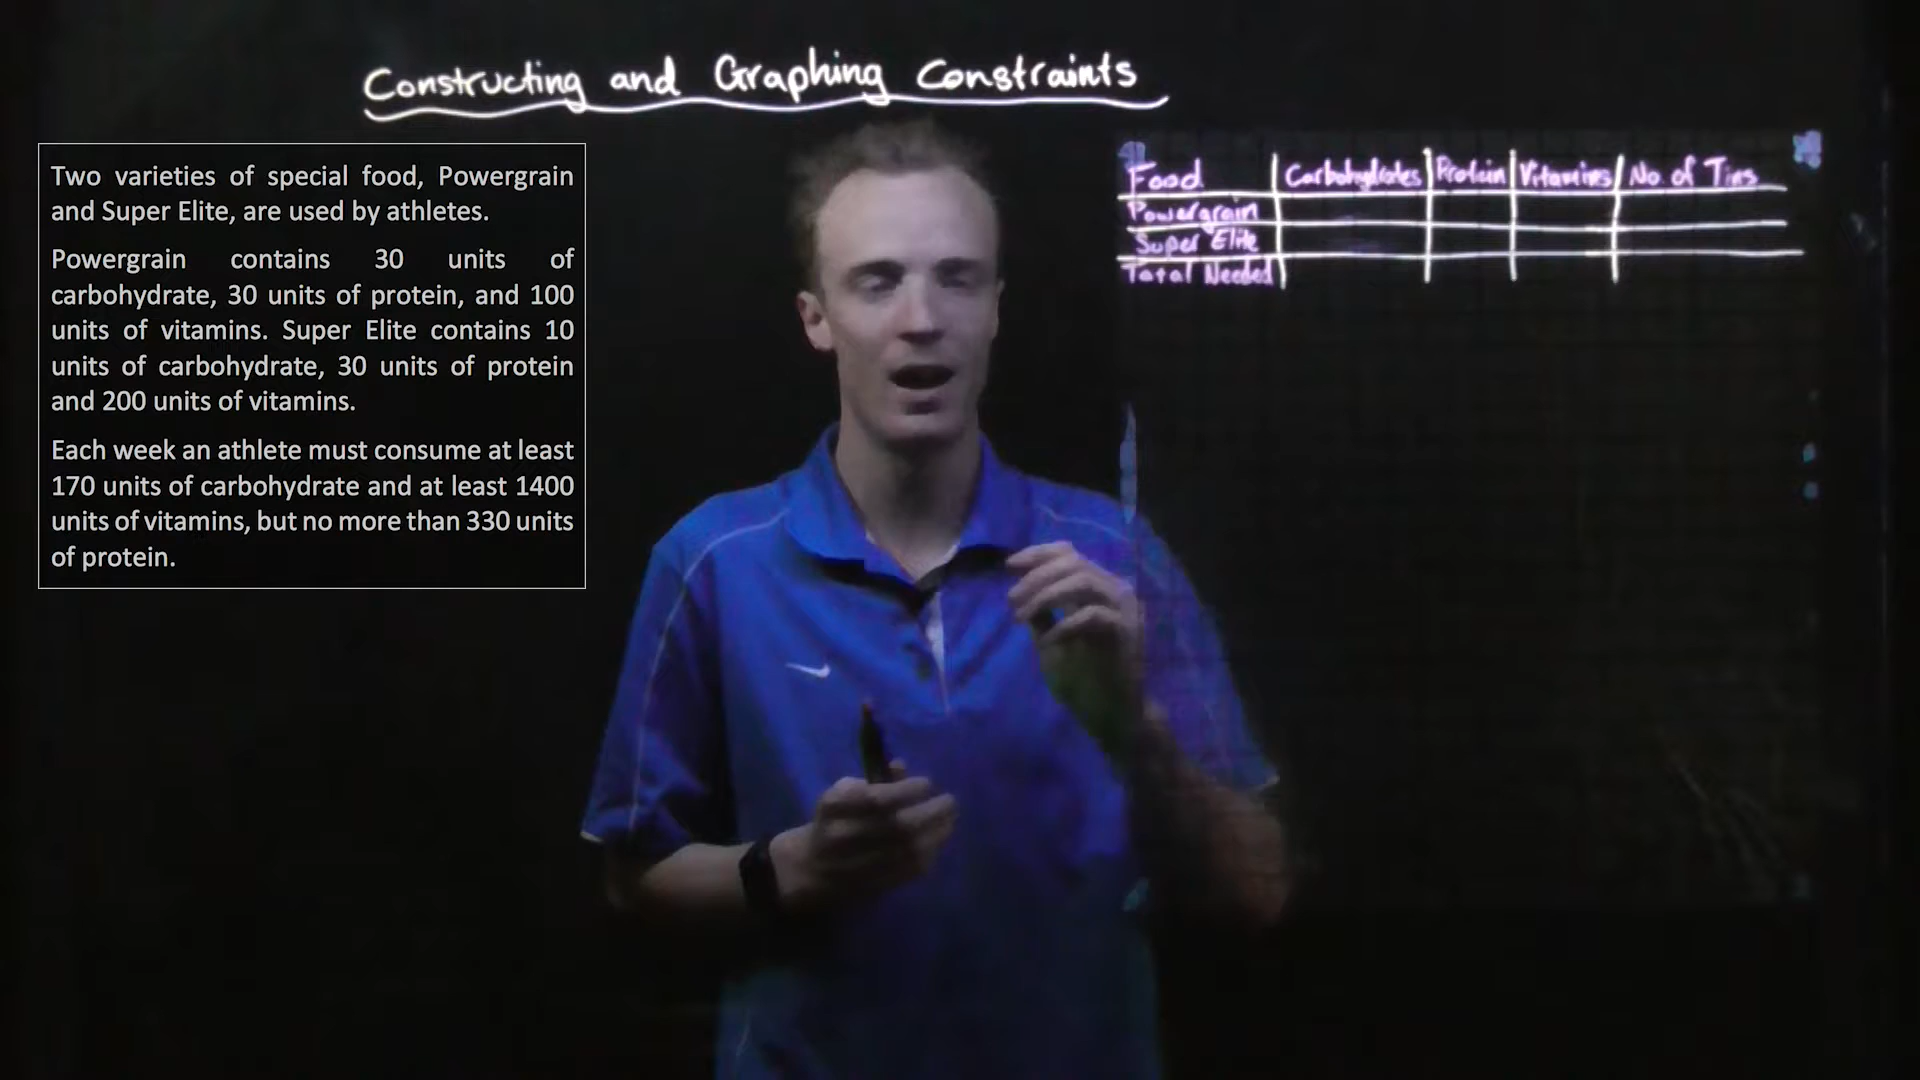 Constructing and Graphing Constraints
Two varieties of special food, Powergrain
and Super Elite, are used by athletes.
Powergrain contains 30 units of
carbohydrate, 30 units of protein, and 100
units of vitamins. Super Elite contains 10
units of carbohydrate, 30 units of protein
and 200 units of vitamins.
Each week an athlete must consume at least
170 units of carbohydrate and at least 1400
units of vitamins, but no more than 330 units
of protein.
Food Carbohydrates Protein Vitamins No. of Tins
Powergrain
Super Elite
Total Needed